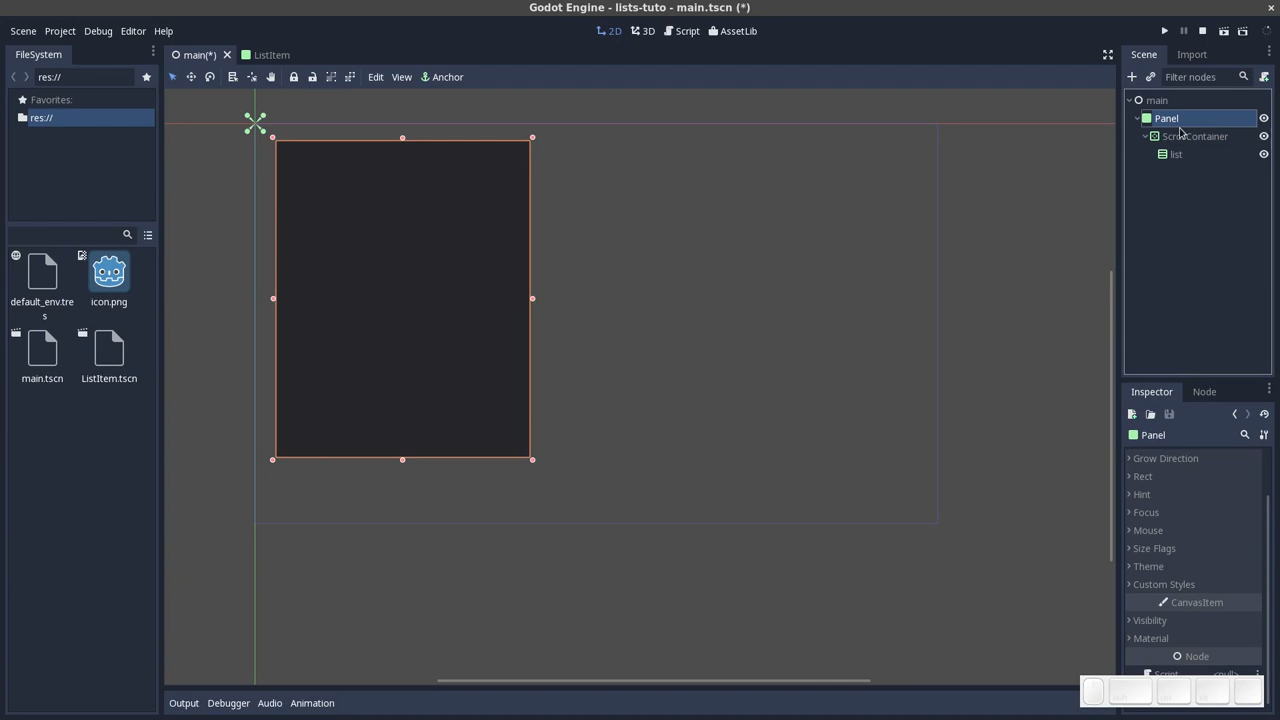 Godot Engine - lists-tuto - main.tscn (*)
Scene Project Debug Editor Help
2D 3D Script AssetLib
FileSystem
main(*) ListItem
Scene Import
res://
Edit View Anchor
Filter nodes
Favorites:
res://
main
Panel
ScrollContainer
list
default_env.tre
s
icon.png
main.tscn
ListItem.tscn
Inspector Node
Panel
Grow Direction
Rect
Hint
Focus
Mouse
Size Flags
Theme
Custom Styles
CanvasItem
Visibility
Material
Node
Script <null>
Output Debugger Audio Animation